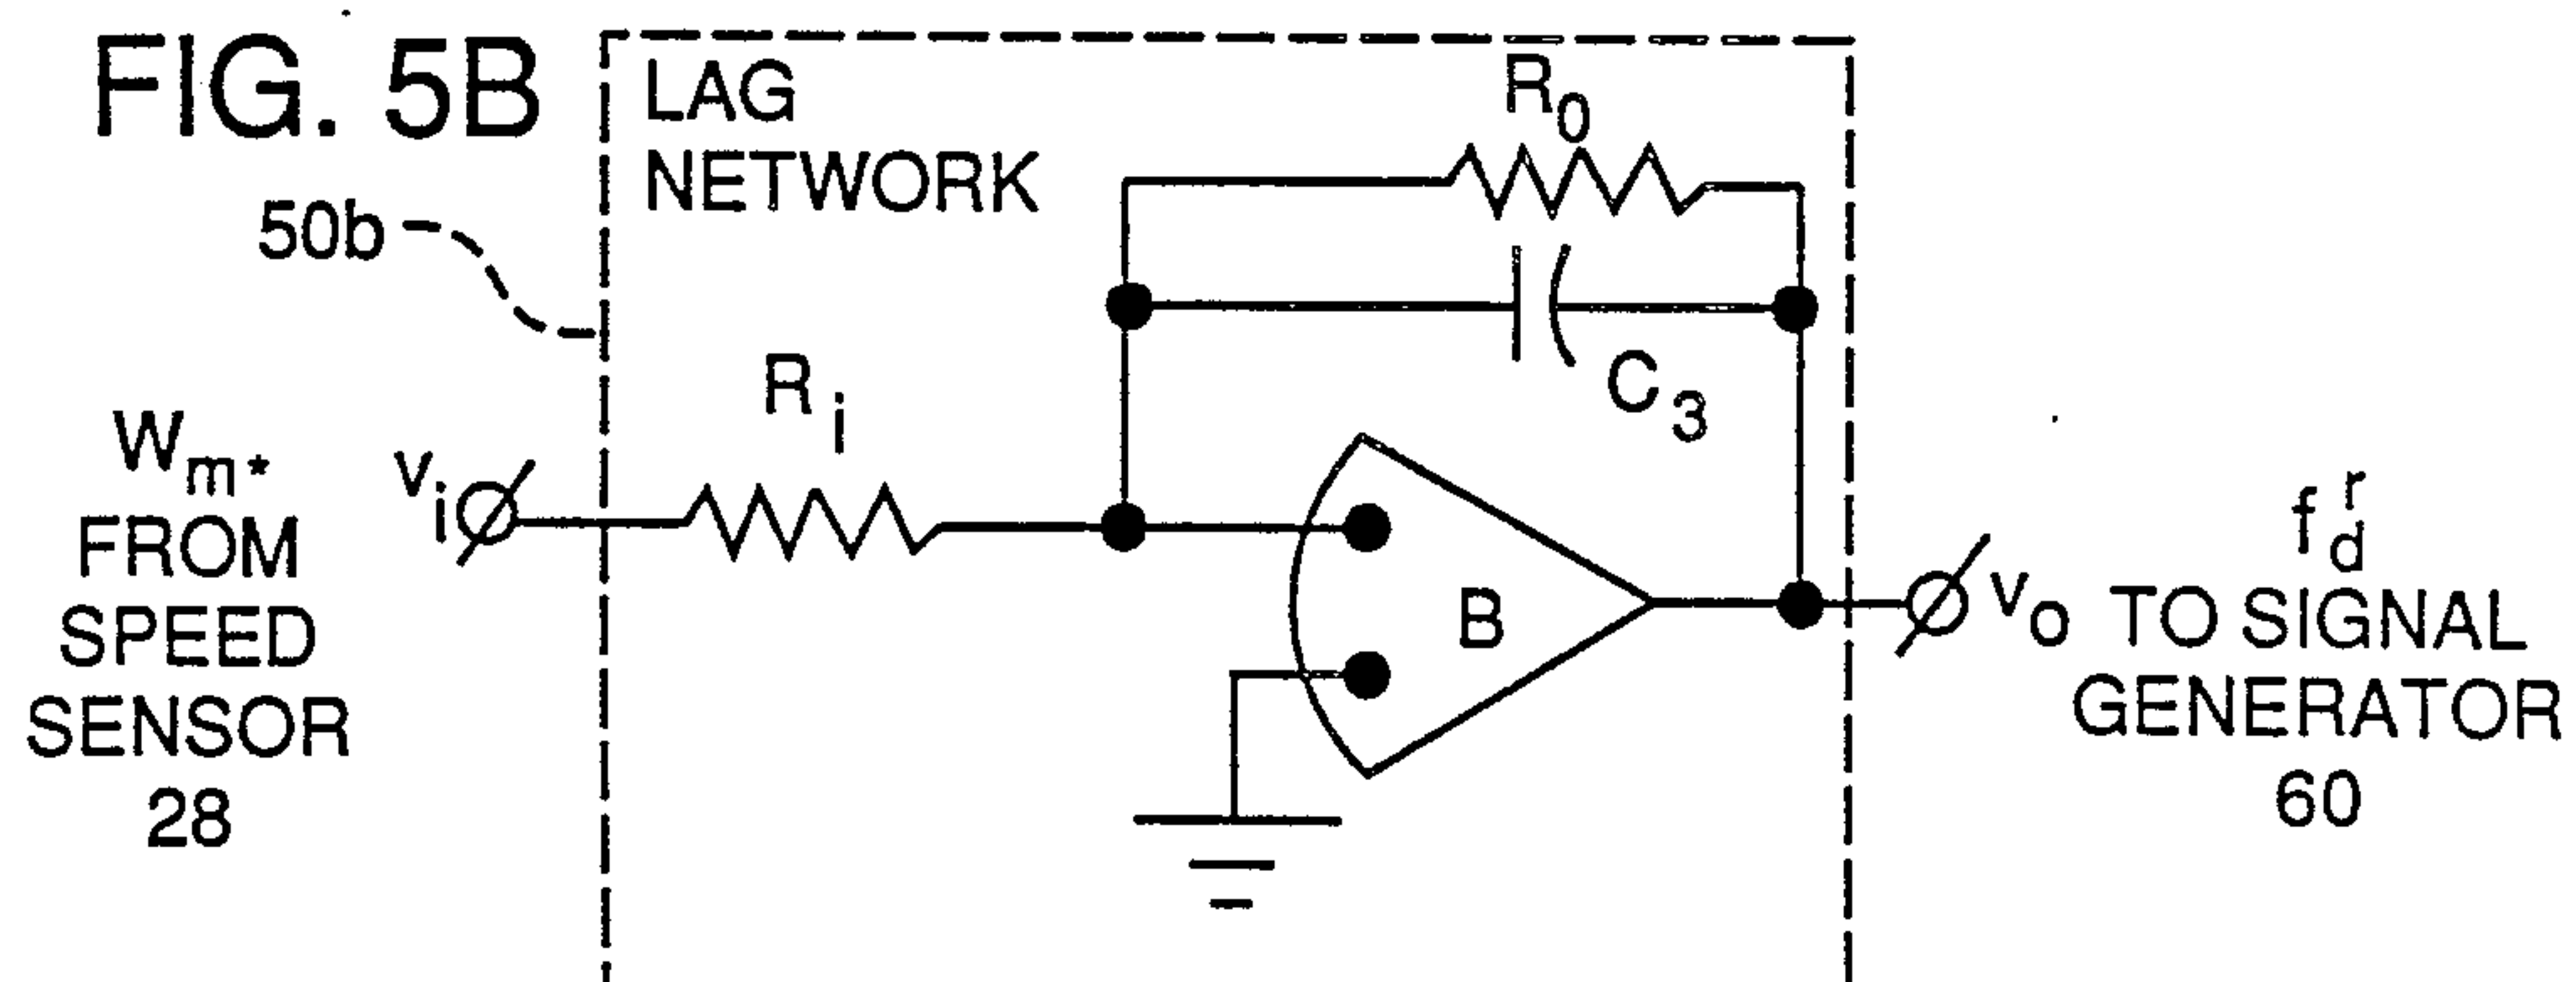 FIG. 5B
LAG
NETWORK
R0
50b
C3
Ri
Wm*
FROM
SPEED
SENSOR
28
vi
B
vo
f d r
TO SIGNAL
GENERATOR
60